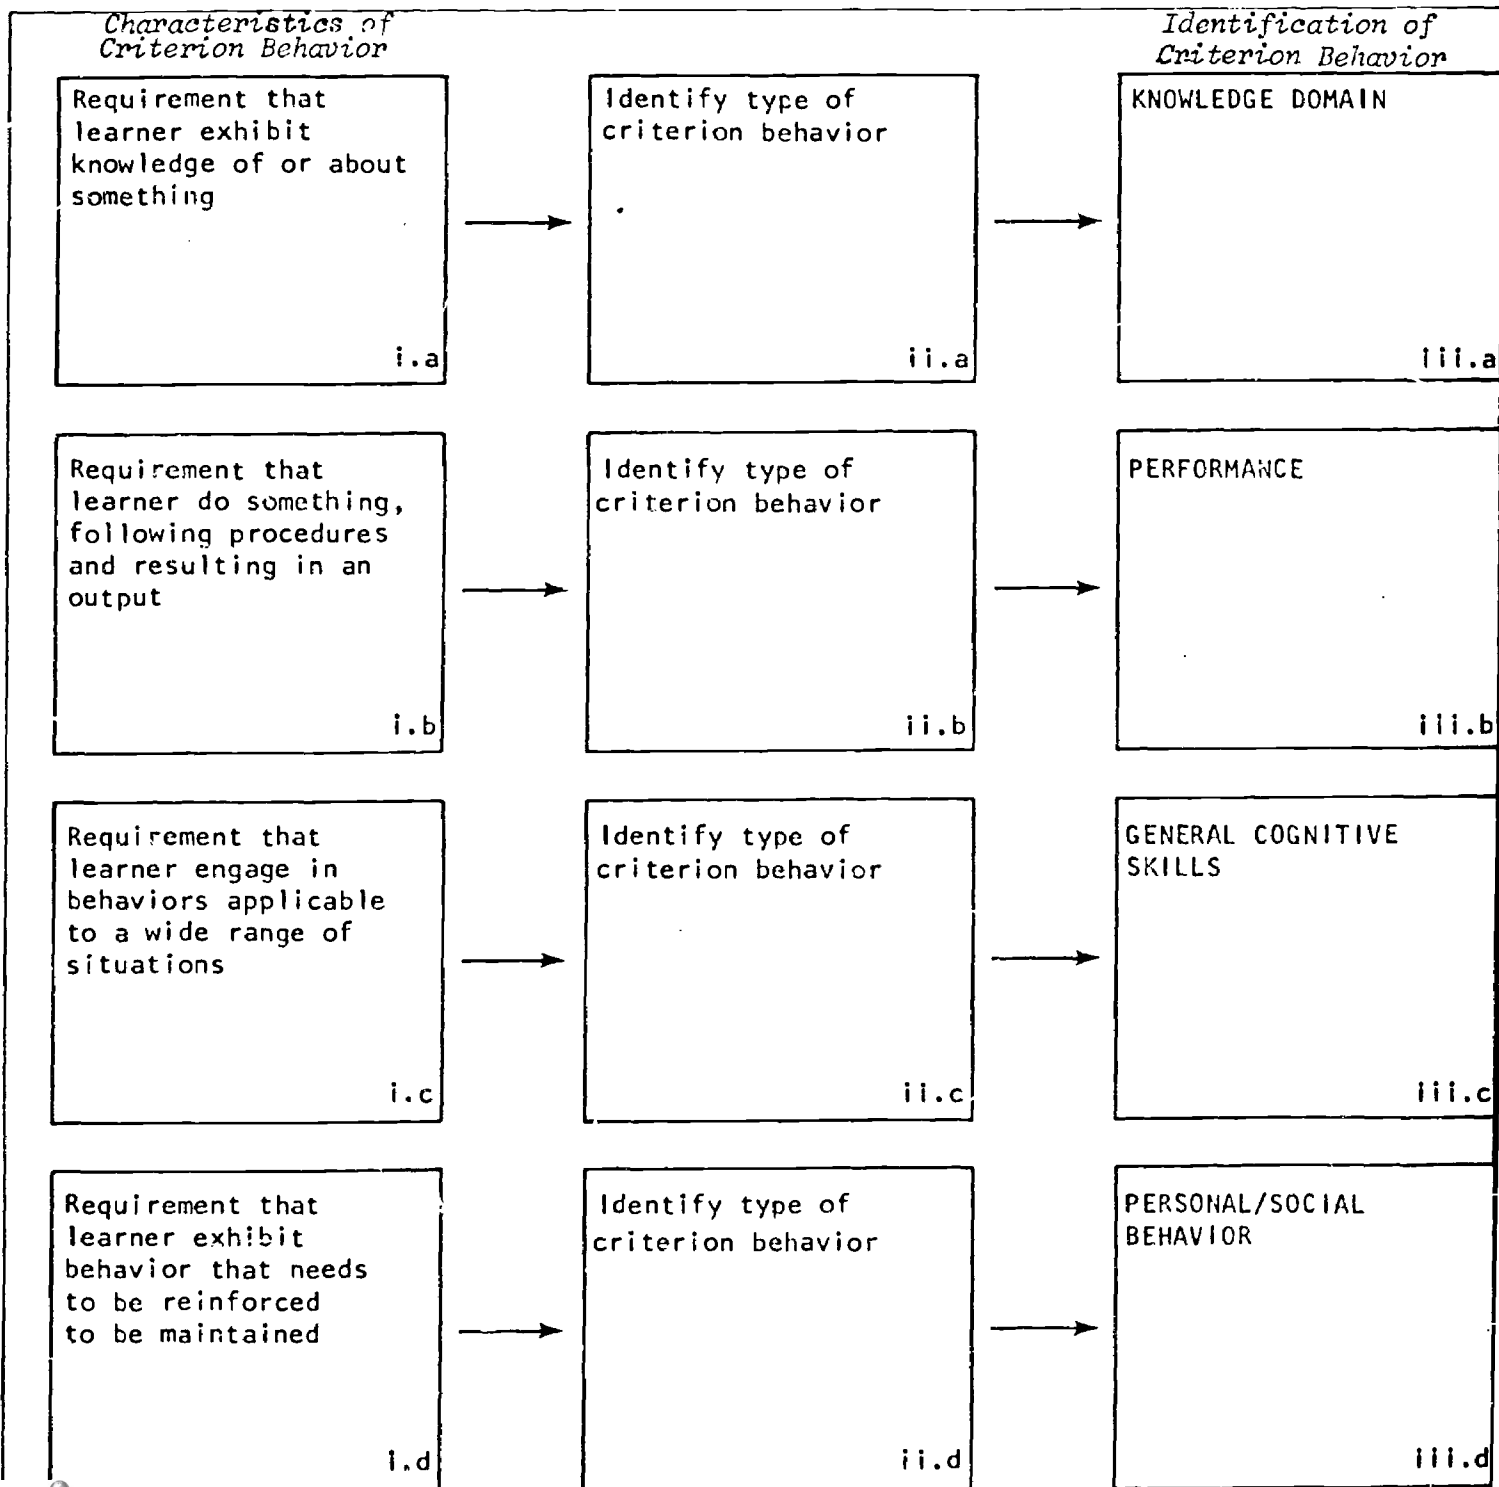 Characteristics of
Criterion Behavior
Identification of
Criterion Behavior
Requirement that
learner exhibit
knowledge of or about
something
i.a
Identify type of
criterion behavior
ii.a
KNOWLEDGE DOMAIN
iii.a
Requirement that
learner do something,
following procedures
and resulting in an
output
i.b
Identify type of
criterion behavior
ii.b
PERFORMANCE
iii.b
Requirement that
learner engage in
behaviors applicable
to a wide range of
situations
i.c
Identify type of
criterion behavior
ii.c
GENERAL COGNITIVE
SKILLS
iii.c
Requirement that
learner exhibit
behavior that needs
to be reinforced
to be maintained
i.d
Identify type of
criterion behavior
ii.d
PERSONAL/SOCIAL
BEHAVIOR
iii.d